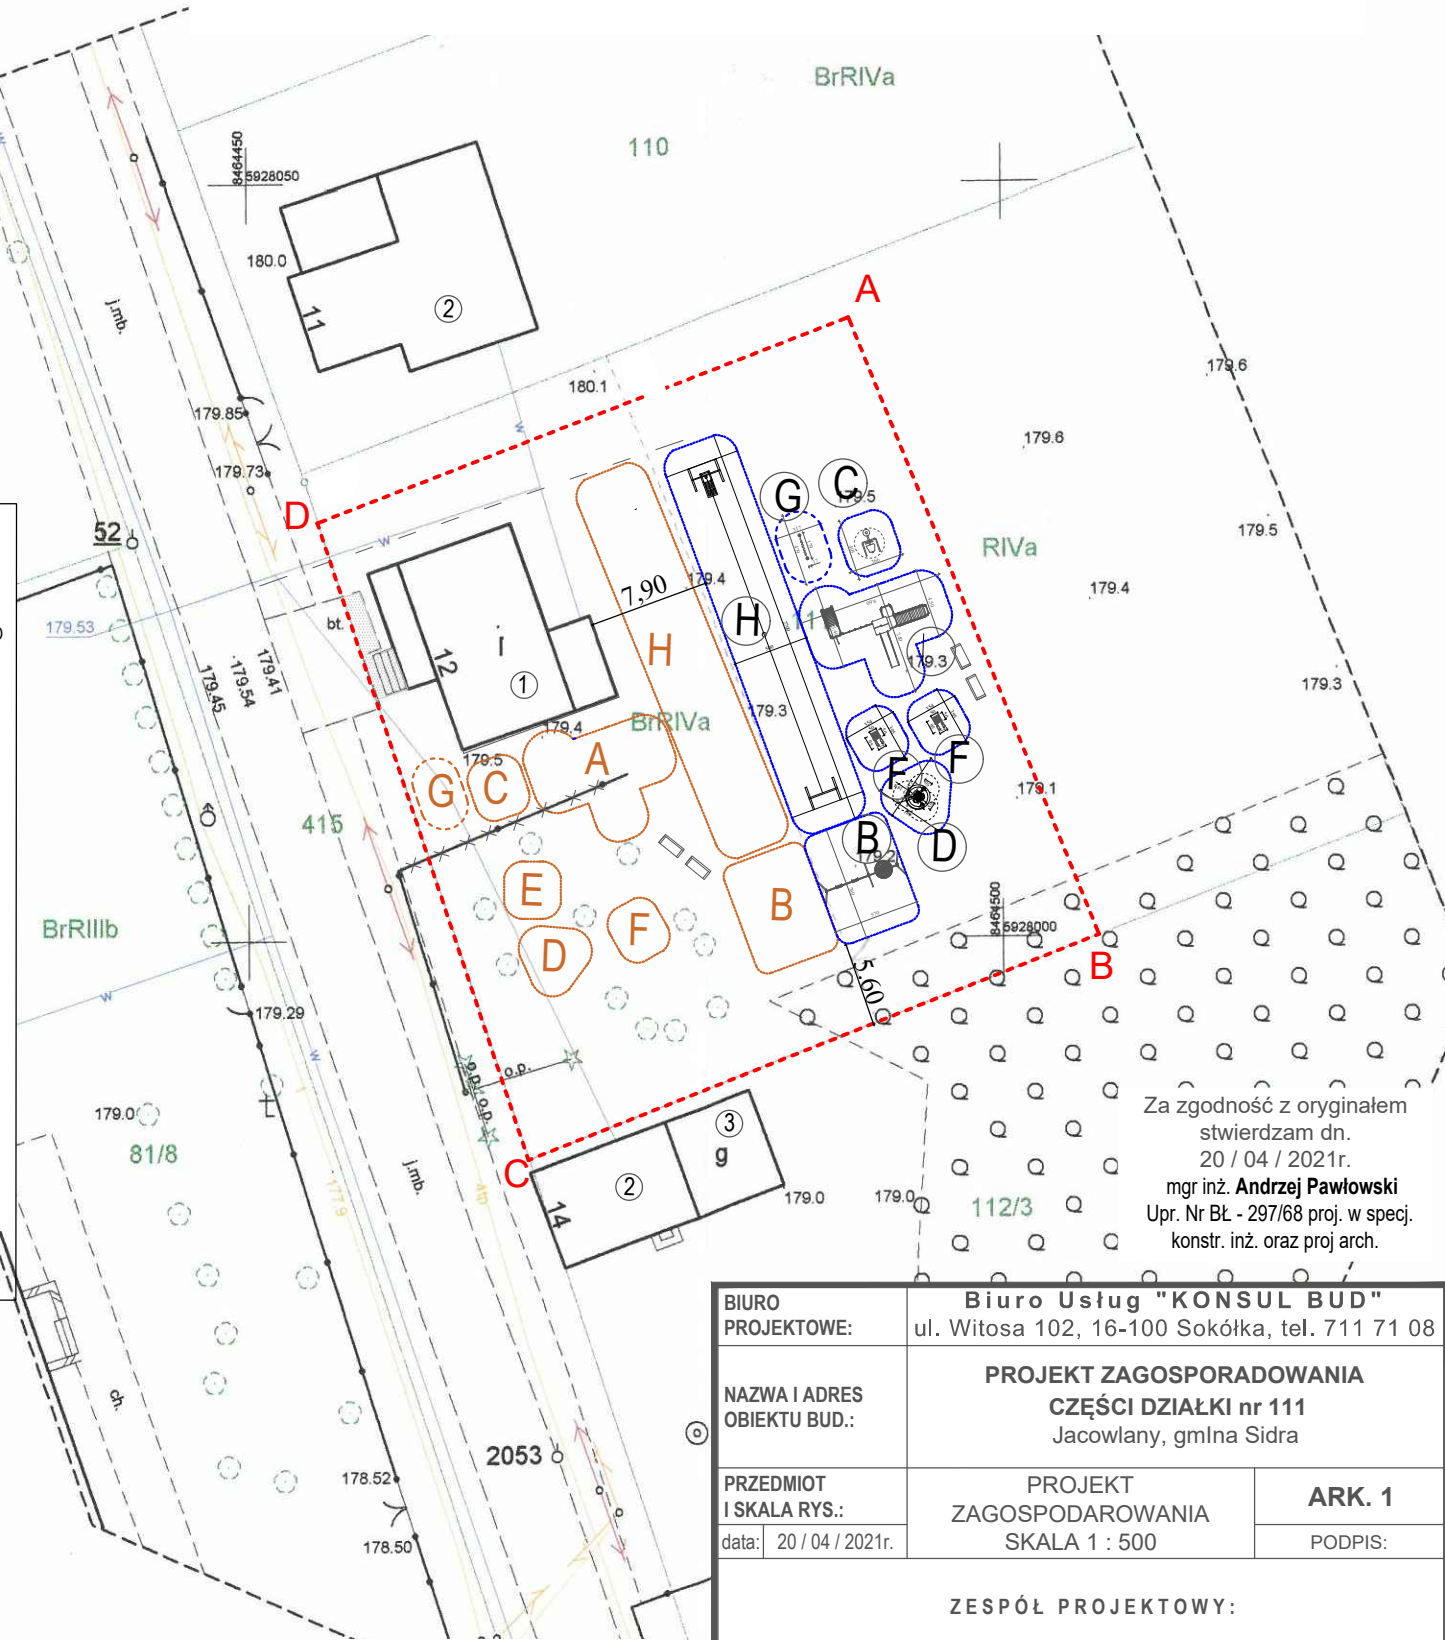 BrRIVa
110
8464450
5928050
180.0
11
2
j.mb.
A
180.1
179.6
179.85
179.6
179.73
w
D
52
G
C
179.5
179.5
RIVa
w
179.4
179.4
7,90
179.53
bt.
H
111
i
12
1
H
179.3
179.41
179.54
179.45
179.3
179.3
BrRIVa
179.4
179.5
A
G
C
F
F
179.1
415
B
D
179.2
E
B
F
D
8464500
5928000
BrRIIIb
B
5.60
w
179.29
w
o.p.
o.p.
o.p.
179.0
81/8
j.mb.
C
3
g
2
14
179.0
179.0
112/3
177.9
Za zgodność z oryginałem
stwierdzam dn.
20 / 04 / 2021r.
mgr inż. Andrzej Pawłowski
Upr. Nr BŁ - 297/68 proj. w specj.
konstr. inż. oraz proj arch.
ch.
2053
178.52
178.50
BIURO
PROJEKTOWE:
Biuro Usług "KONSUL BUD"
ul. Witosa 102, 16-100 Sokółka, tel. 711 71 08
NAZWA I ADRES
OBIEKTU BUD.:
PROJEKT ZAGOSPORADOWANIA
CZĘŚCI DZIAŁKI nr 111
Jacowlany, gmIna Sidra
PRZEDMIOT
I SKALA RYS.:
PROJEKT
ZAGOSPODAROWANIA
SKALA 1 : 500
ARK. 1
data:
20 / 04 / 2021r.
PODPIS:
ZESPÓŁ PROJEKTOWY: